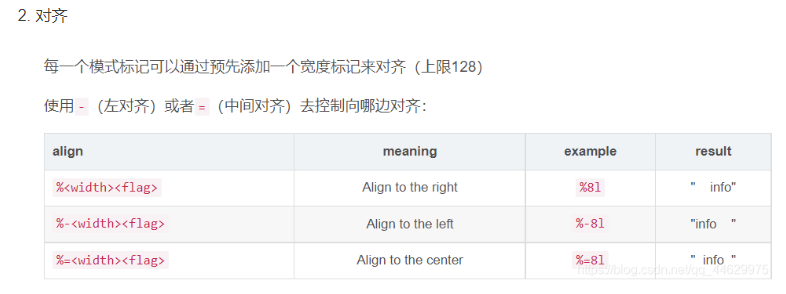 2. 对齐
每一个模式标记可以通过预先添加一个宽度标记来对齐（上限128）
使用 - （左对齐）或者 = （中间对齐）去控制向哪边对齐：
align meaning example result
%<width><flag> Align to the right %8l "    info"
%-<width><flag> Align to the left %-8l "info    "
%=<width><flag> Align to the center %=8l "  info  "
https://blog.csdn.net/qq_44629975